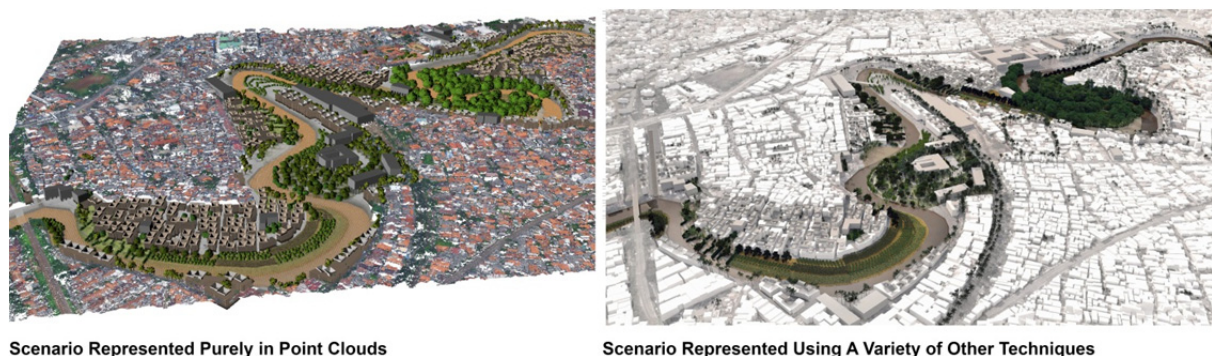 Scenario Represented Purely in Point Clouds
Scenario Represented Using A Variety of Other Techniques